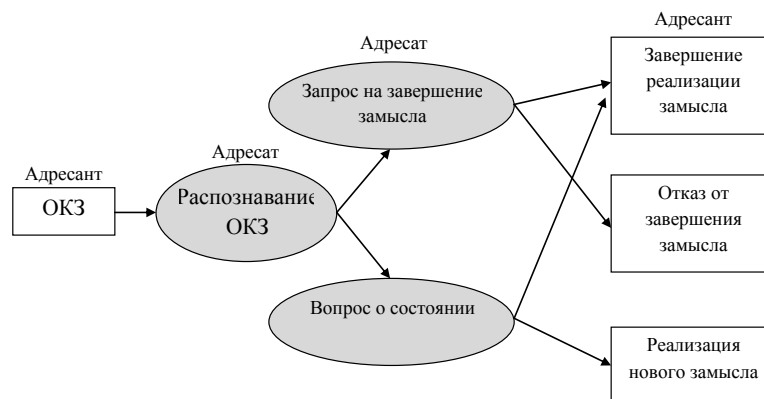 Адресант
ОКЗ
Адресат
Распознавание
ОКЗ
Адресат
Запрос на завершение
замысла
Вопрос о состоянии
Адресант
Завершение
реализации
замысла
Отказ от
завершения
замысла
Реализация
нового замысла